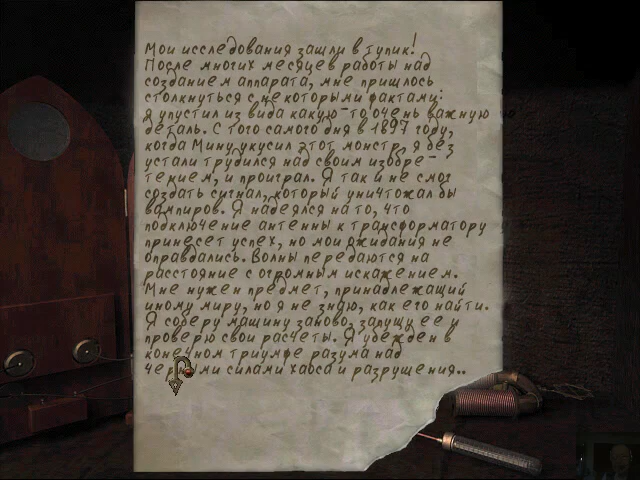 Мои исследования зашли в тупик!
После многих месяцев работы над
созданием аппарата, мне пришлось
столкнуться с некоторыми фактами:
я упустил из вида какую-то очень важную
деталь. С того самого дня в 1897 году,
когда Мину укусил этот монстр, я без
устали трудился над своим изобре-
тением, и проиграл. Я так и не смог
создать сигнал, который уничтожал бы
вампиров. Я надеялся на то, что
подключение антенны к трансформатору
принесет успех, но мои ожидания не
оправдались. Волны передаются на
расстояние с огромным искажением.
Мне нужен предмет, принадлежащий
иному миру, но я не знаю, как его найти.
Я соберу машину заново, запущу ее и
проверю свои расчеты. Я убежден в
конечном триумфе разума над
черными силами хаоса и разрушения..